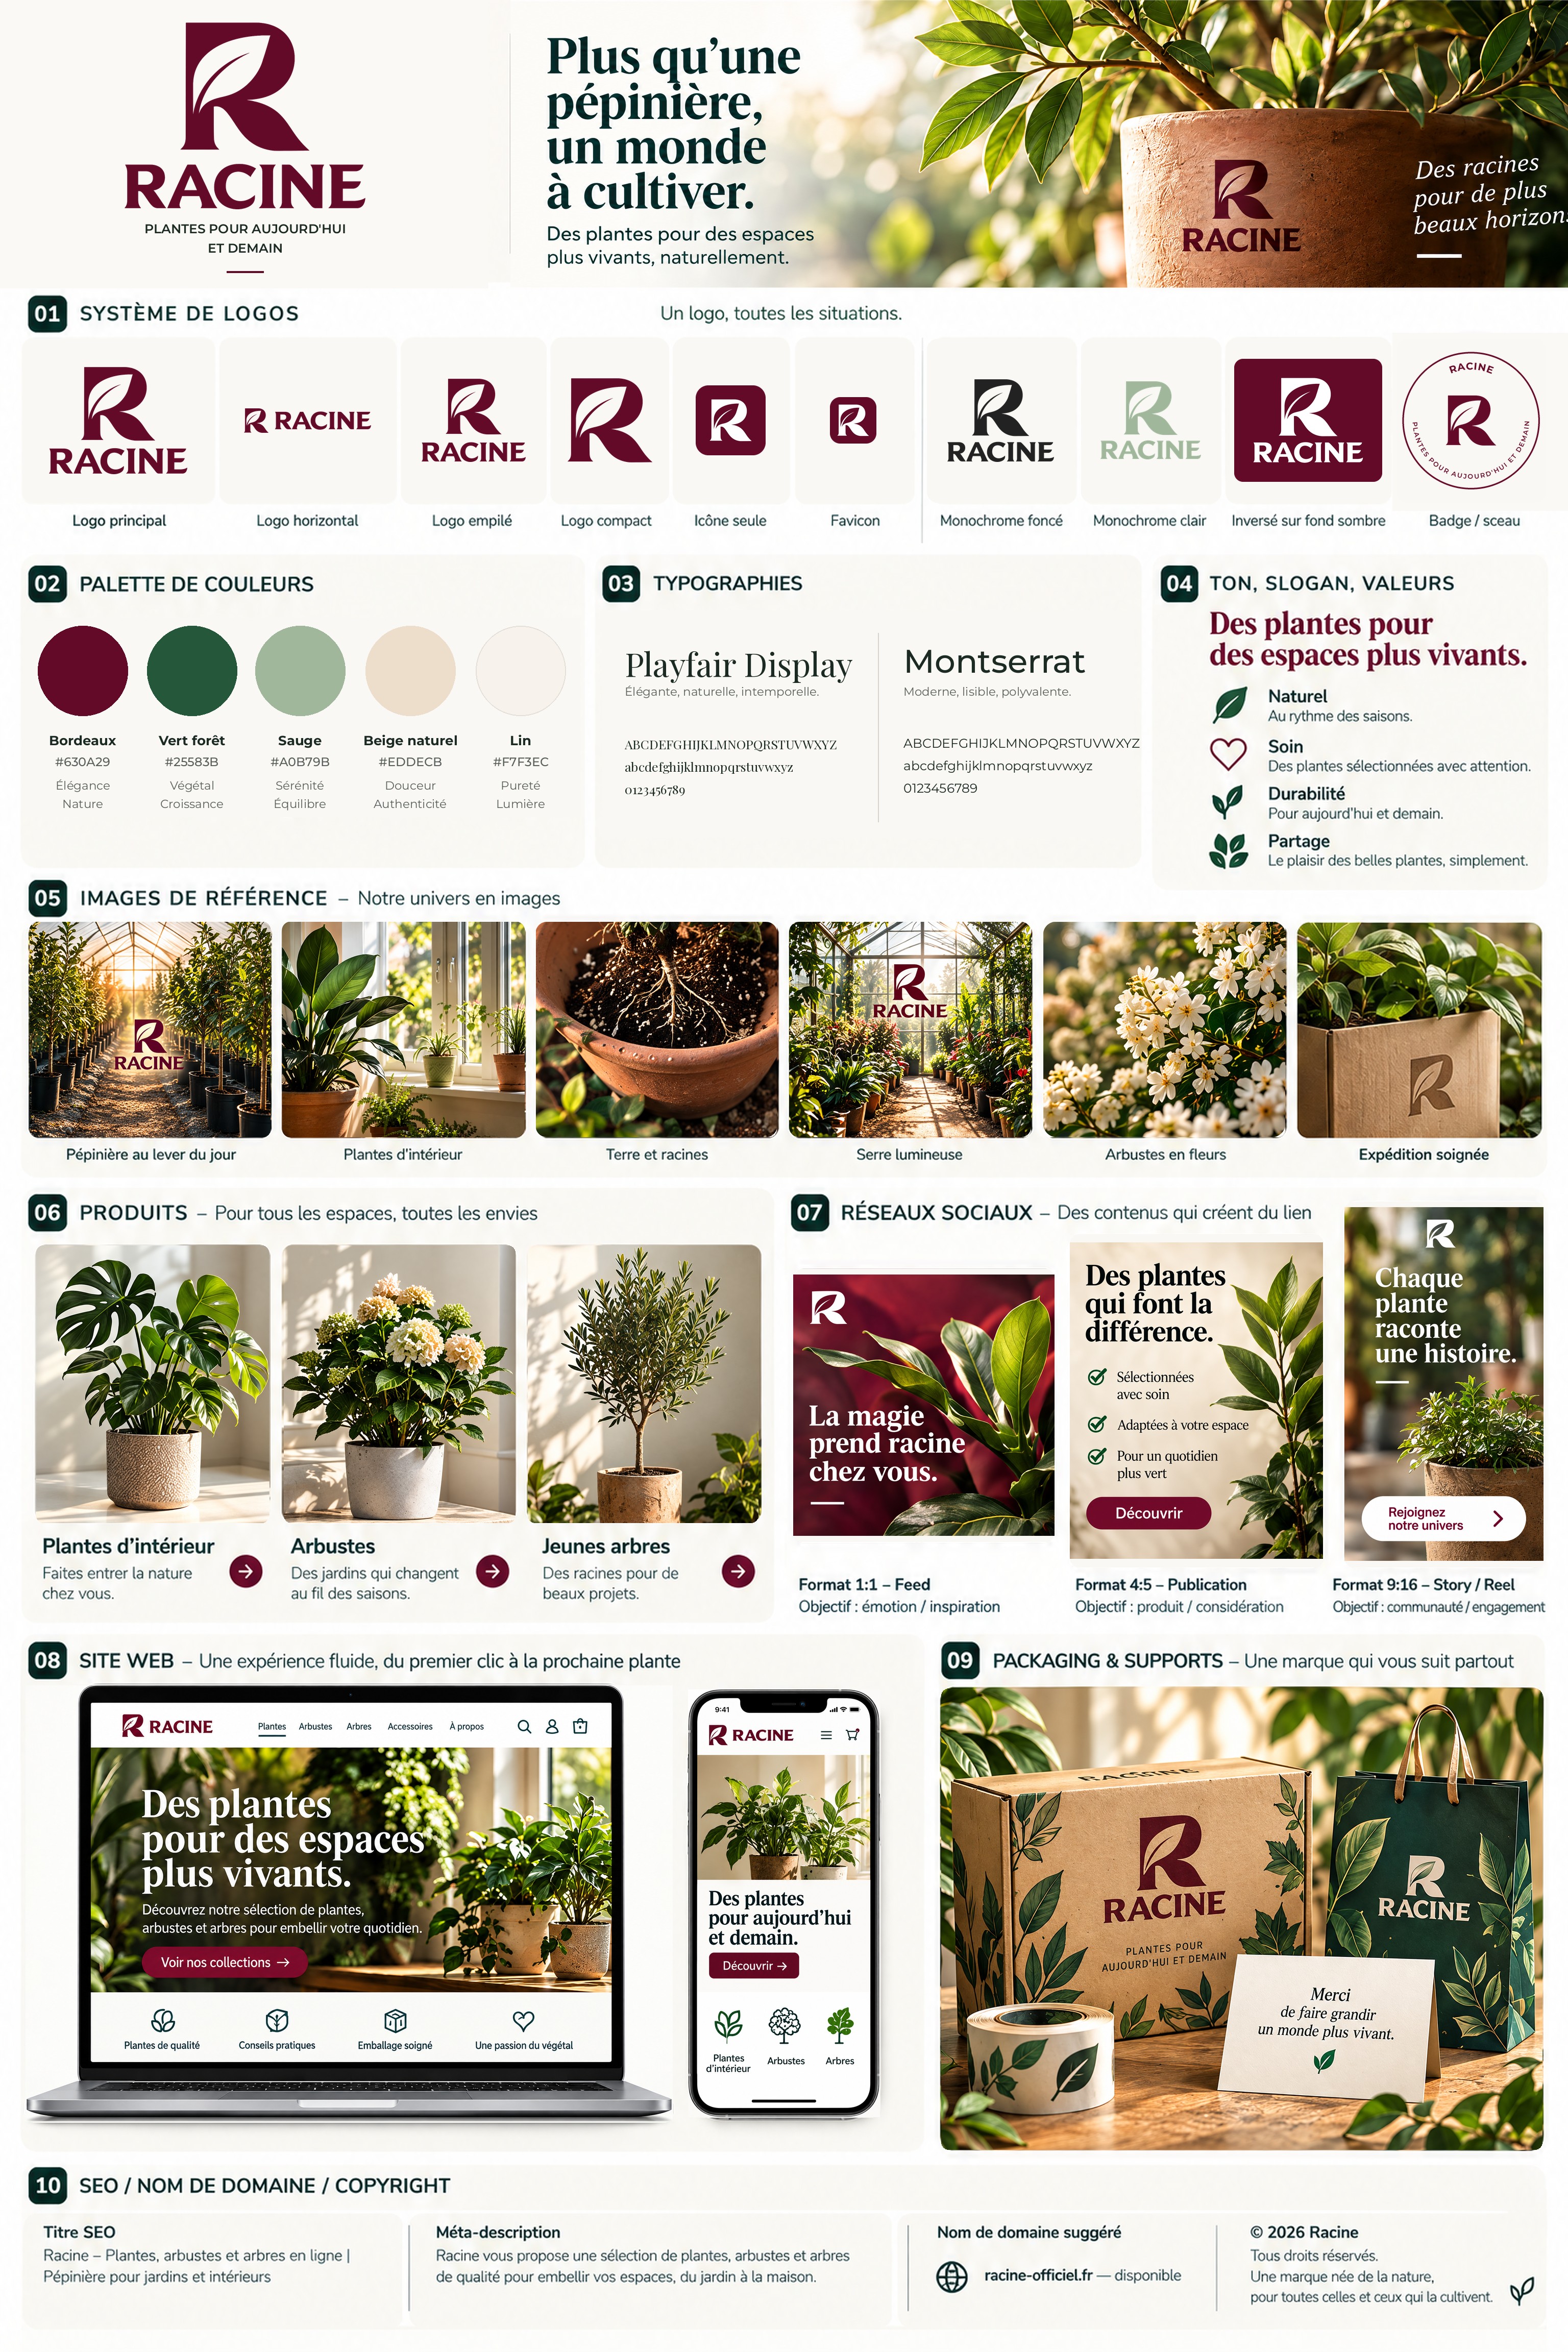 RACINE
PLANTES POUR AUJOURD'HUI
ET DEMAIN
Plus qu'une
pépinière,
un monde
à cultiver.
Des plantes pour des espaces
plus vivants, naturellement.
RACINE
Des racines
pour de plus
beaux horizon
01 SYSTÈME DE LOGOS
Un logo, toutes les situations.
RACINE
RACINE
RACINE
RACINE
RACINE
RACINE
RACINE
PLANTES POUR AUJOURD'HUI ET DEMAIN
Logo principal
Logo horizontal
Logo empilé
Logo compact
Icône seule
Favicon
Monochrome foncé
Monochrome clair
Inversé sur fond sombre
Badge / sceau
02 PALETTE DE COULEURS
Bordeaux
#630A29
Élégance
Nature
Vert forêt
#25583B
Végétal
Croissance
Sauge
#A0B79B
Sérénité
Équilibre
Beige naturel
#EDDECB
Douceur
Authenticité
Lin
#F7F3EC
Pureté
Lumière
03 TYPOGRAPHIES
Playfair Display
Élégante, naturelle, intemporelle.
ABCDEFGHIJKLMNOPQRSTUVWXYZ
abcdefghijklmnopqrstuvwxyz
0123456789
Montserrat
Moderne, lisible, polyvalente.
ABCDEFGHIJKLMNOPQRSTUVWXYZ
abcdefghijklmnopqrstuvwxyz
0123456789
04 TON, SLOGAN, VALEURS
Des plantes pour
des espaces plus vivants.
Naturel
Au rythme des saisons.
Soin
Des plantes sélectionnées avec attention.
Durabilité
Pour aujourd'hui et demain.
Partage
Le plaisir des belles plantes, simplement.
05 IMAGES DE RÉFÉRENCE – Notre univers en images
RACINE
RACINE
Pépinière au lever du jour
Plantes d'intérieur
Terre et racines
Serre lumineuse
Arbustes en fleurs
Expédition soignée
06 PRODUITS – Pour tous les espaces, toutes les envies
Plantes d'intérieur
Faites entrer la nature
chez vous.
Arbustes
Des jardins qui changent
au fil des saisons.
Jeunes arbres
Des racines pour de
beaux projets.
07 RÉSEAUX SOCIAUX – Des contenus qui créent du lien
La magie
prend racine
chez vous.
Format 1:1 – Feed
Objectif : émotion / inspiration
Des plantes
qui font la
différence.
Sélectionnées
avec soin
Adaptées à votre espace
Pour un quotidien
plus vert
Découvrir
Format 4:5 – Publication
Objectif : produit / considération
Chaque
plante
raconte
une histoire.
Rejoignez
notre univers
Format 9:16 – Story / Reel
Objectif : communauté / engagement
08 SITE WEB – Une expérience fluide, du premier clic à la prochaine plante
RACINE
Plantes Arbustes Arbres Accessoires À propos
Des plantes
pour des espaces
plus vivants.
Découvrez notre sélection de plantes,
arbustes et arbres pour embellir votre quotidien.
Voir nos collections →
Plantes de qualité
Conseils pratiques
Emballage soigné
Une passion du végétal
9:41
RACINE
Des plantes
pour aujourd'hui
et demain.
Découvrir →
Plantes
d'intérieur
Arbustes
Arbres
09 PACKAGING & SUPPORTS – Une marque qui vous suit partout
RACINE
RACINE
PLANTES POUR
AUJOURD'HUI ET DEMAIN
RACINE
Merci
de faire grandir
un monde plus vivant.
10 SEO / NOM DE DOMAINE / COPYRIGHT
Titre SEO
Racine – Plantes, arbustes et arbres en ligne |
Pépinière pour jardins et intérieurs
Méta-description
Racine vous propose une sélection de plantes, arbustes et arbres
de qualité pour embellir vos espaces, du jardin à la maison.
Nom de domaine suggéré
racine-officiel.fr — disponible
© 2026 Racine
Tous droits réservés.
Une marque née de la nature,
pour toutes celles et ceux qui la cultivent.